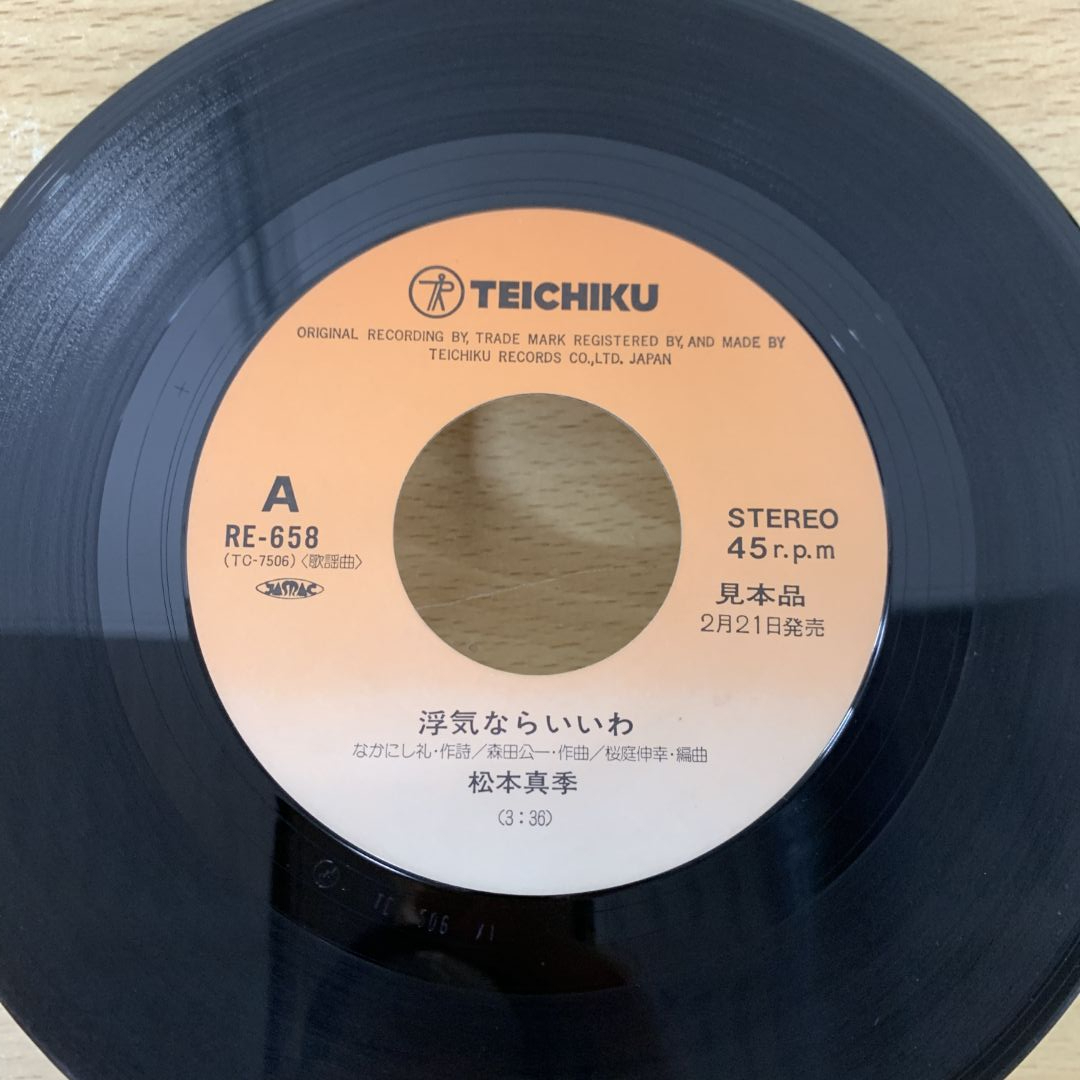 TEICHIKU
ORIGINAL RECORDING BY, TRADE MARK REGISTERED BY, AND MADE BY
TEICHIKU RECORDS CO.,LTD. JAPAN
A
RE-658
(TC-7506)〈歌謡曲〉
JASRAC
STEREO
45 r.p.m
見本品
2月21日発売
浮気ならいいわ
なかにし礼・作詩／森田公一・作曲／桜庭伸幸・編曲
松本真季
(3：36)